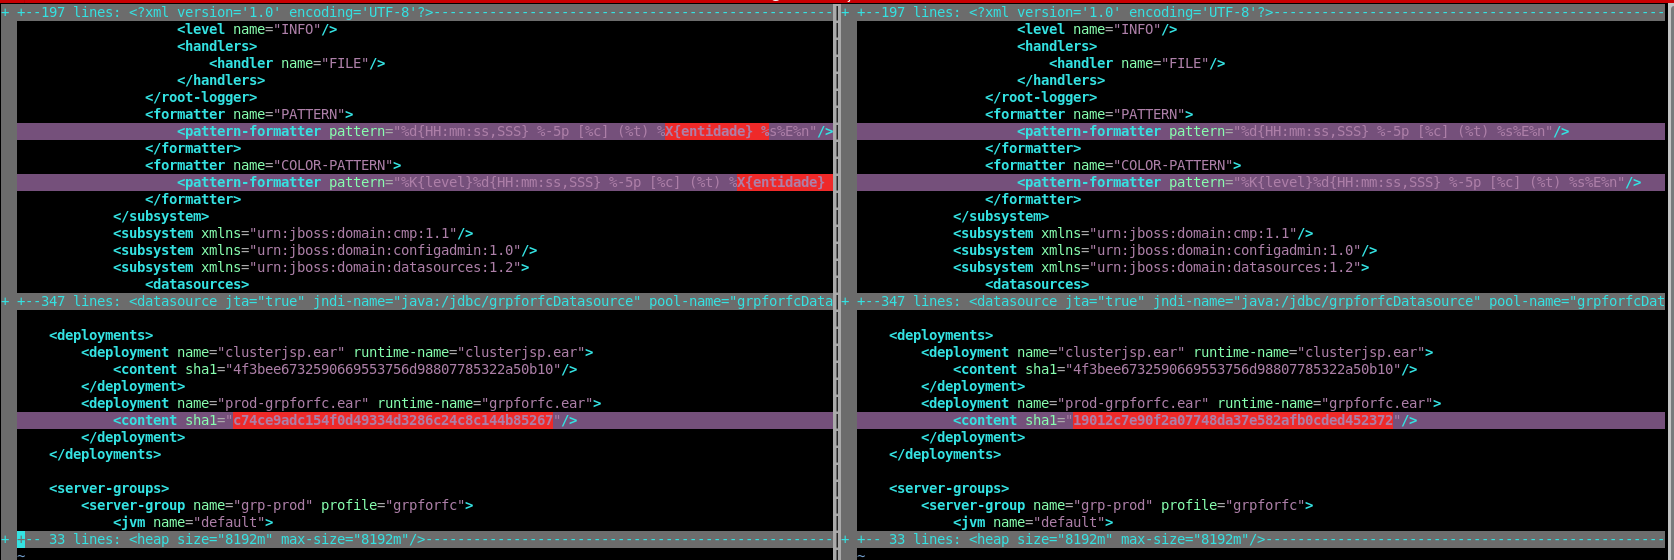 + +--197 lines: <?xml version='1.0' encoding='UTF-8'?>--------------------------------------------------
<level name="INFO"/>
<handlers>
<handler name="FILE"/>
</handlers>
</root-logger>
<formatter name="PATTERN">
<pattern-formatter pattern="%d{HH:mm:ss,SSS} %-5p [%c] (%t) %X{entidade} %s%E%n"/>
</formatter>
<formatter name="COLOR-PATTERN">
<pattern-formatter pattern="%K{level}%d{HH:mm:ss,SSS} %-5p [%c] (%t) %X{entidade}
</formatter>
</subsystem>
<subsystem xmlns="urn:jboss:domain:cmp:1.1"/>
<subsystem xmlns="urn:jboss:domain:configadmin:1.0"/>
<subsystem xmlns="urn:jboss:domain:datasources:1.2">
<datasources>
+ +--347 lines: <datasource jta="true" jndi-name="java:/jdbc/grpforfcDatasource" pool-name="grpforfcData
<deployments>
<deployment name="clusterjsp.ear" runtime-name="clusterjsp.ear">
<content sha1="4f3bee6732590669553756d98807785322a50b10"/>
</deployment>
<deployment name="prod-grpforfc.ear" runtime-name="grpforfc.ear">
<content sha1="c74ce9adc154f0d49334d3286c24c8c144b85267"/>
</deployment>
</deployments>
<server-groups>
<server-group name="grp-prod" profile="grpforfc">
<jvm name="default">
+ +-- 33 lines: <heap size="8192m" max-size="8192m"/>---------------------------------------------------
~
+ +--197 lines: <?xml version='1.0' encoding='UTF-8'?>-------------------------------------------------
<level name="INFO"/>
<handlers>
<handler name="FILE"/>
</handlers>
</root-logger>
<formatter name="PATTERN">
<pattern-formatter pattern="%d{HH:mm:ss,SSS} %-5p [%c] (%t) %s%E%n"/>
</formatter>
<formatter name="COLOR-PATTERN">
<pattern-formatter pattern="%K{level}%d{HH:mm:ss,SSS} %-5p [%c] (%t) %s%E%n"/>
</formatter>
</subsystem>
<subsystem xmlns="urn:jboss:domain:cmp:1.1"/>
<subsystem xmlns="urn:jboss:domain:configadmin:1.0"/>
<subsystem xmlns="urn:jboss:domain:datasources:1.2">
<datasources>
+ +--347 lines: <datasource jta="true" jndi-name="java:/jdbc/grpforfcDatasource" pool-name="grpforfcDat
<deployments>
<deployment name="clusterjsp.ear" runtime-name="clusterjsp.ear">
<content sha1="4f3bee6732590669553756d98807785322a50b10"/>
</deployment>
<deployment name="prod-grpforfc.ear" runtime-name="grpforfc.ear">
<content sha1="19012c7e90f2a07748da37e582afb0cded452372"/>
</deployment>
</deployments>
<server-groups>
<server-group name="grp-prod" profile="grpforfc">
<jvm name="default">
+ +-- 33 lines: <heap size="8192m" max-size="8192m"/>--------------------------------------------------
~